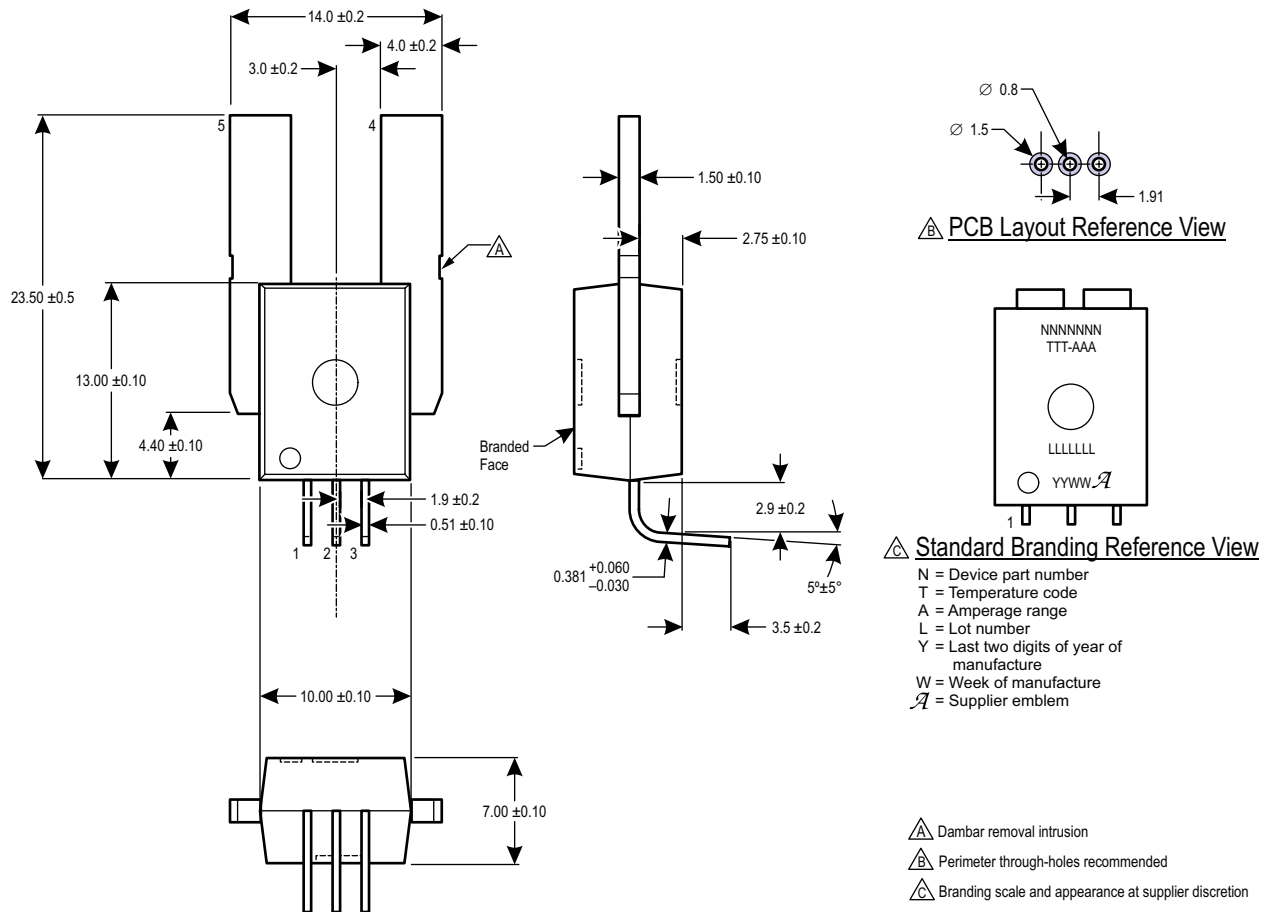 14.0 ±0.2
4.0 ±0.2
3.0 ±0.2
5
4
A
23.50 ±0.5
13.00 ±0.10
4.40 ±0.10
1.9 ±0.2
0.51 ±0.10
1 2 3
10.00 ±0.10
7.00 ±0.10
1.50 ±0.10
2.75 ±0.10
Branded
Face
2.9 ±0.2
0.381 +0.060
–0.030
5º±5°
3.5 ±0.2
∅ 0.8
∅ 1.5
1.91
B PCB Layout Reference View
NNNNNNN
TTT-AAA
LLLLLLL
YYWW 𝒜
1
C Standard Branding Reference View
N = Device part number
T = Temperature code
A = Amperage range
L = Lot number
Y = Last two digits of year of
manufacture
W = Week of manufacture
𝒜 = Supplier emblem
A Dambar removal intrusion
B Perimeter through-holes recommended
C Branding scale and appearance at supplier discretion